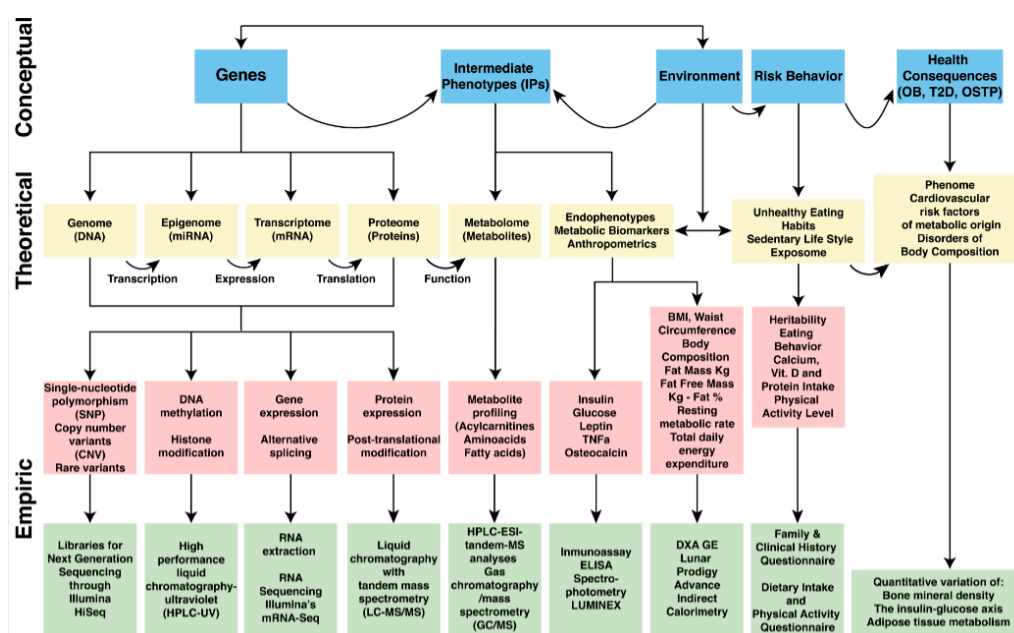 Conceptual
Genes
Intermediate
Phenotypes (IPs)
Environment
Risk Behavior
Health
Consequences
(OB, T2D, OSTP)
Theoretical
Genome
(DNA)
Epigenome
(miRNA)
Transcriptome
(mRNA)
Proteome
(Proteins)
Metabolome
(Metabolites)
Endophenotypes
Metabolic Biomarkers
Anthropometrics
Unhealthy Eating
Habits
Sedentary Life Style
Exposome
Phenome
Cardiovascular
risk factors
of metabolic origin
Disorders of
Body Composition
Transcription
Expression
Translation
Function
Empiric
Single-nucleotide
polymorphism
(SNP)
Copy number
variants
(CNV)
Rare variants
DNA
methylation
Histone
modification
Gene
expression
Alternative
splicing
Protein
expression
Post-translational
modification
Metabolite
profiling
(Acylcarnitines
Aminoacids
Fatty acids)
Insulin
Glucose
Leptin
TNFa
Osteocalcin
BMI, Waist
Circumference
Body
Composition
Fat Mass Kg
Fat Free Mass
Kg - Fat %
Resting
metabolic rate
Total daily
energy
expenditure
Heritability
Eating
Behavior
Calcium,
Vit. D and
Protein Intake
Physical
Activity Level
Libraries for
Next Generation
Sequencing
through
Illumina
HiSeq
High
performance
liquid
chromatography-
ultraviolet
(HPLC-UV)
RNA
extraction
RNA
Sequencing
Illumina's
mRNA-Seq
Liquid
chromatography
with
tandem mass
spectrometry
(LC-MS/MS)
HPLC-ESI-
tandem-MS
analyses
Gas
chromatography
/mass
spectrometry
(GC/MS)
Inmunoassay
ELISA
Spectro-
photometry
LUMINEX
DXA GE
Lunar
Prodigy
Advance
Indirect
Calorimetry
Family &
Clinical History
Questionnaire
Dietary Intake
and
Physical Activity
Questionnaire
Quantitative variation of:
Bone mineral density
The insulin-glucose axis
Adipose tissue metabolism